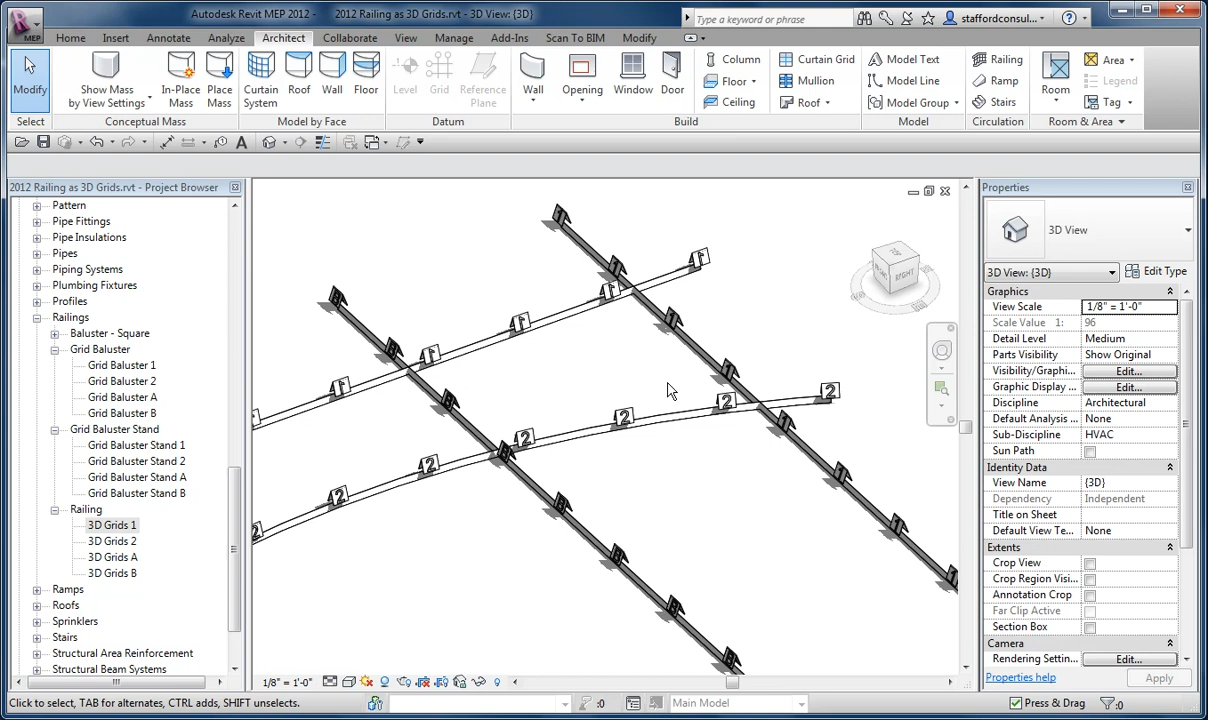 Autodesk Revit MEP 2012 - 2012 Railing as 3D Grids.rvt - 3D View: {3D}
Type a keyword or phrase
staffordconsul...
MEP
Home Insert Annotate Analyze Architect Collaborate View Manage Add-Ins Scan To BIM Modify
Modify
Show Mass by View Settings
In-Place Mass
Place Mass
Curtain System
Roof
Wall
Floor
Level
Grid
Reference Plane
Wall
Opening
Window
Door
Column
Floor
Ceiling
Curtain Grid
Mullion
Roof
Model Text
Model Line
Model Group
Railing
Ramp
Stairs
Room
Area
Legend
Tag
Select Conceptual Mass Model by Face Datum Build Model Circulation Room & Area
A
2012 Railing as 3D Grids.rvt - Project Browser
Pattern
Pipe Fittings
Pipe Insulations
Pipes
Piping Systems
Plumbing Fixtures
Profiles
Railings
Baluster - Square
Grid Baluster
Grid Baluster 1
Grid Baluster 2
Grid Baluster A
Grid Baluster B
Grid Baluster Stand
Grid Baluster Stand 1
Grid Baluster Stand 2
Grid Baluster Stand A
Grid Baluster Stand B
Railing
3D Grids 1
3D Grids 2
3D Grids A
3D Grids B
Ramps
Roofs
Sprinklers
Stairs
Structural Area Reinforcement
Structural Beam Systems
1
1
1
1
1
B
B
B
B
B
B
B
B
2
2
2
2
2
2
TOP
RIGHT
1/8" = 1'-0"
Properties
3D View
3D View: {3D} Edit Type
Graphics
View Scale 1/8" = 1'-0"
Scale Value 1: 96
Detail Level Medium
Parts Visibility Show Original
Visibility/Graphi... Edit...
Graphic Display ... Edit...
Discipline Architectural
Default Analysis ... None
Sub-Discipline HVAC
Sun Path
Identity Data
View Name {3D}
Dependency Independent
Title on Sheet
Default View Te... None
Extents
Crop View
Crop Region Visi...
Annotation Crop
Far Clip Active
Section Box
Camera
Rendering Settin... Edit...
Properties help Apply
Click to select, TAB for alternates, CTRL adds, SHIFT unselects.
:0
Main Model
Press & Drag
:0